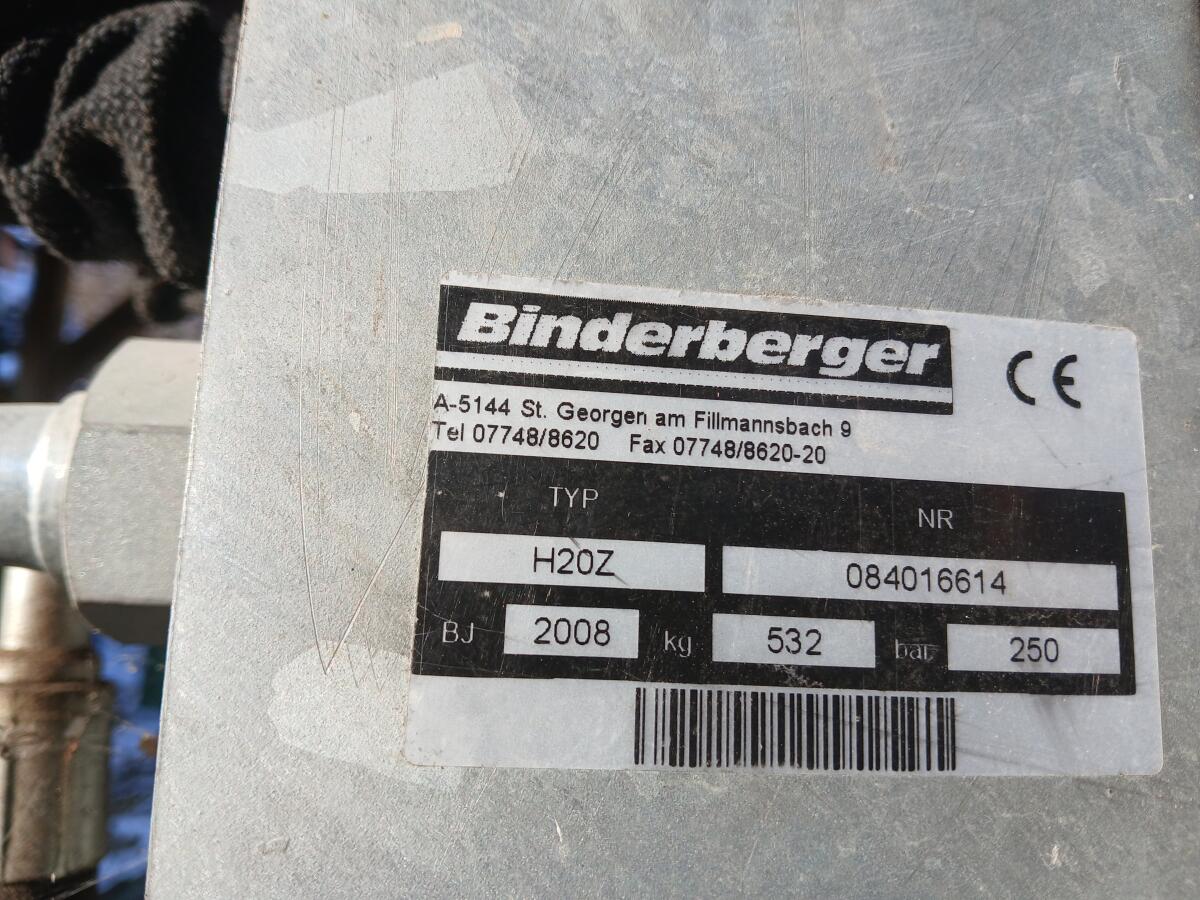 Binderberger
CE
A-5144 St. Georgen am Fillmannsbach 9
Tel 07748/8620 Fax 07748/8620-20
TYP NR
H20Z 084016614
BJ 2008 kg 532 bar 250